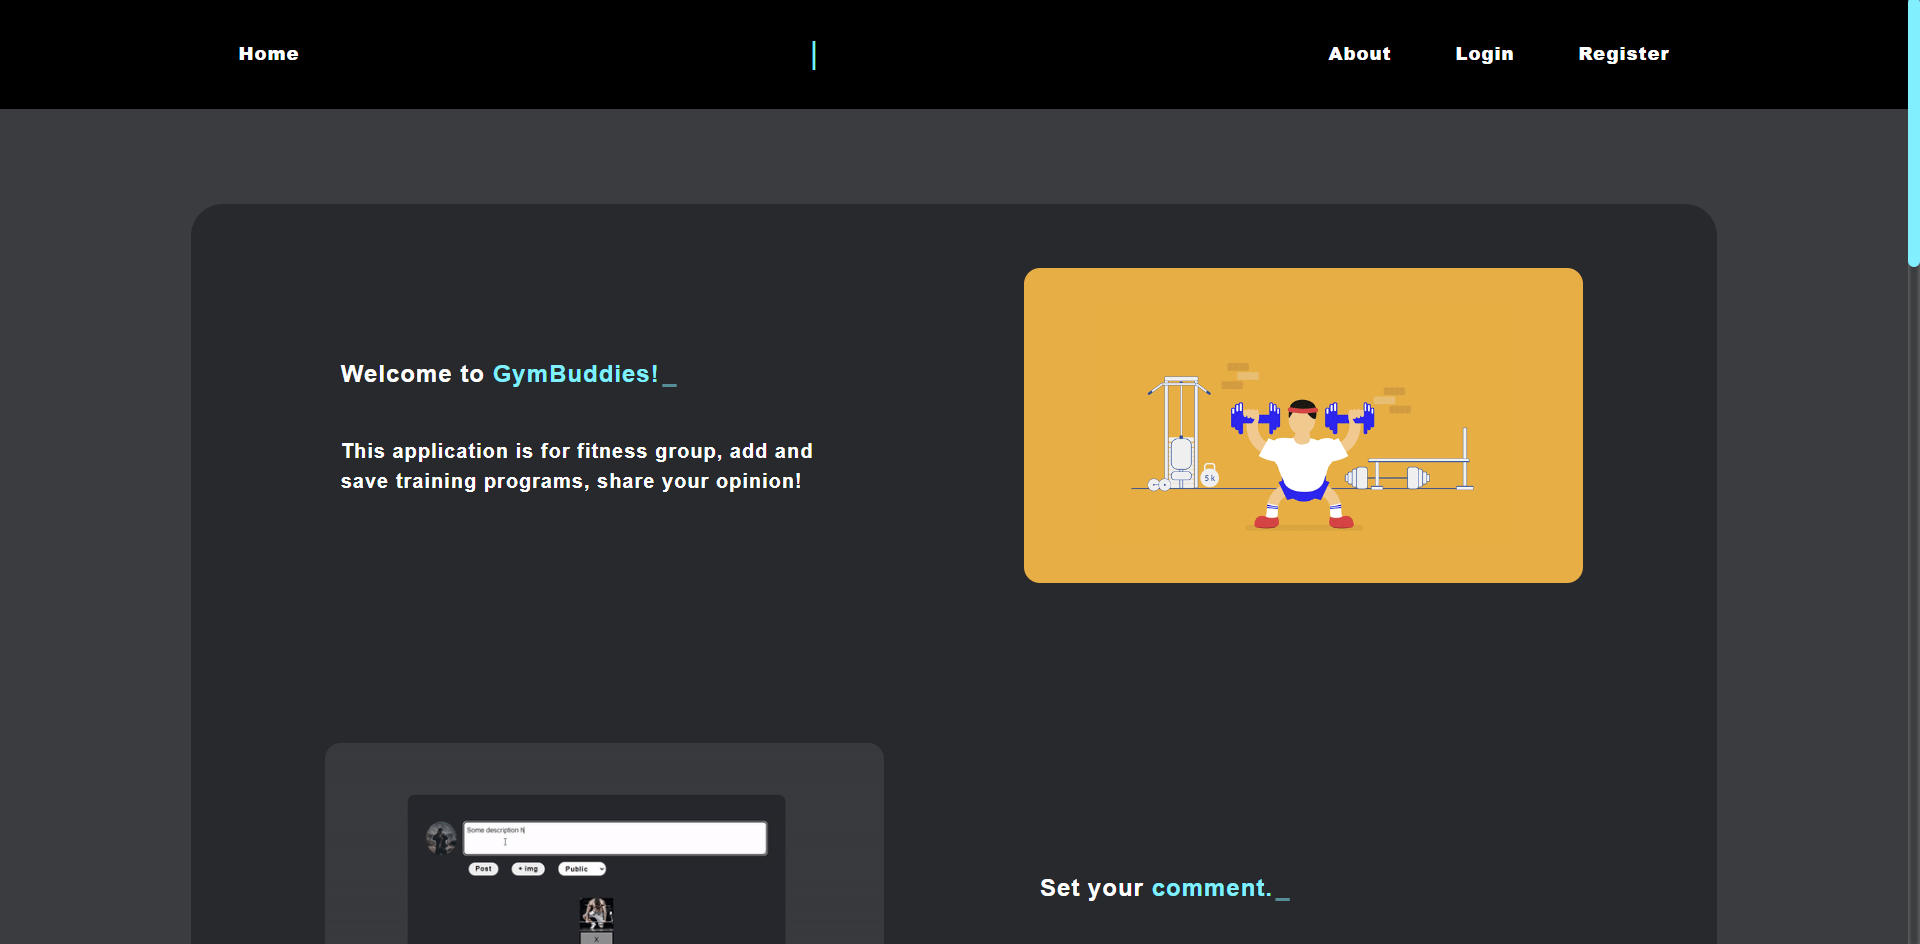 Home
About
Login
Register
Welcome to GymBuddies!_
This application is for fitness group, add and
save training programs, share your opinion!
5 k
Some description h
Post
+ img
Public
X
Set your comment._